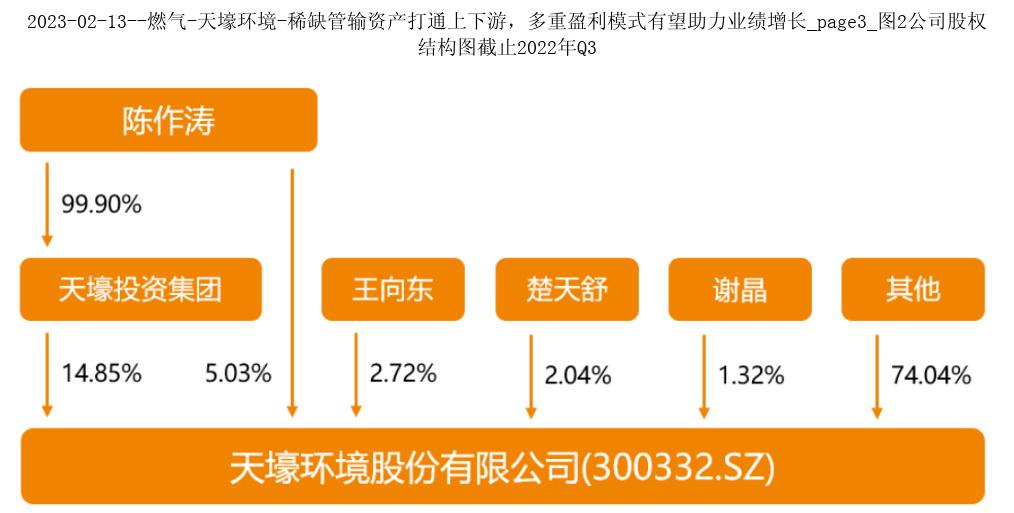 2023-02-13--燃气-天壕环境-稀缺管输资产打通上下游，多重盈利模式有望助力业绩增长_page3_图2公司股权
结构图截止2022年Q3
陈作涛
99.90%
天壕投资集团
王向东
楚天舒
谢晶
其他
14.85%
5.03%
2.72%
2.04%
1.32%
74.04%
天壕环境股份有限公司(300332.SZ)